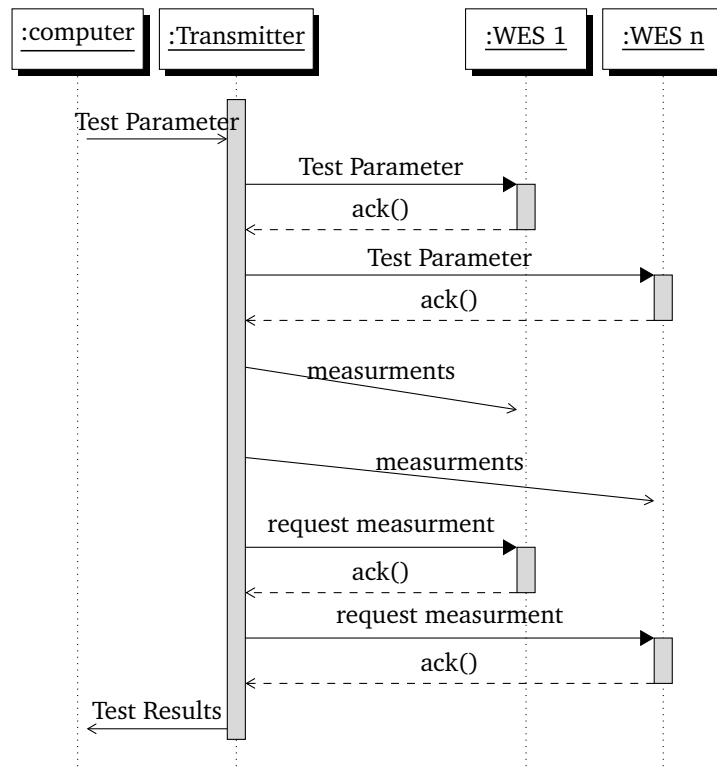 :computer
:Transmitter
:WES 1
:WES n
Test Parameter
Test Parameter
ack()
Test Parameter
ack()
measurments
measurments
request measurment
ack()
request measurment
ack()
Test Results